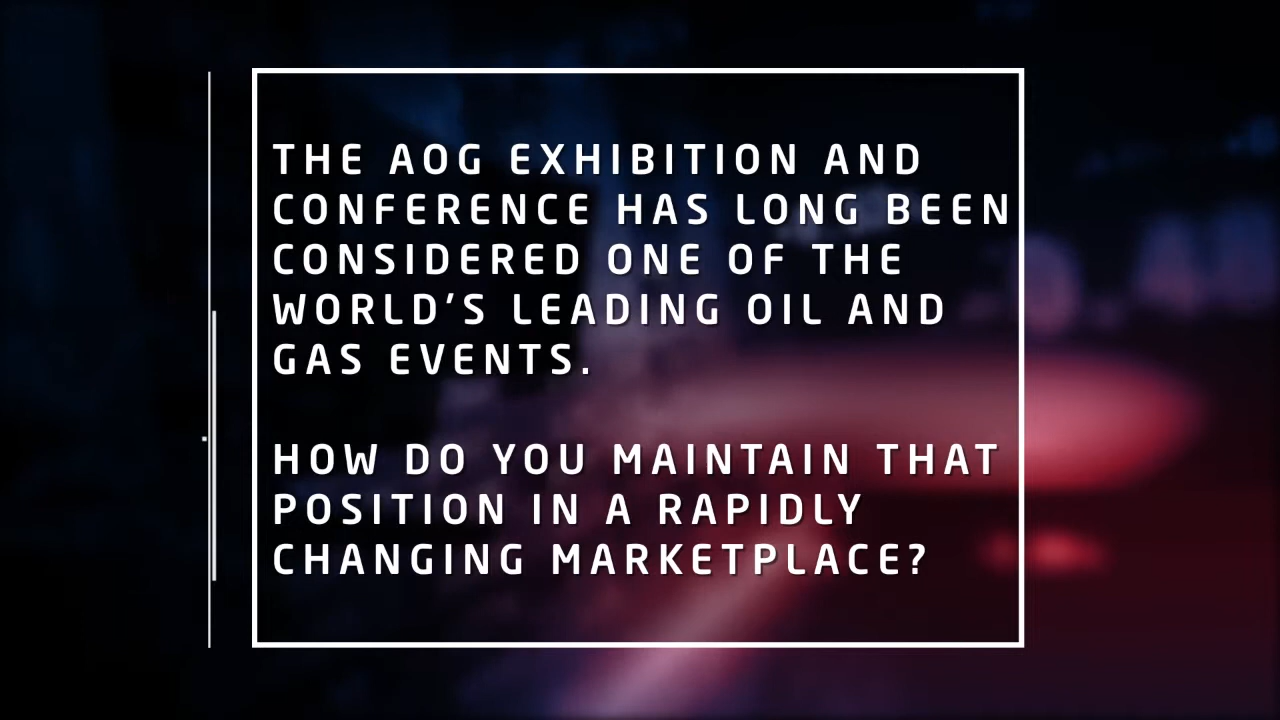 THE AOG EXHIBITION AND
CONFERENCE HAS LONG BEEN
CONSIDERED ONE OF THE
WORLD'S LEADING OIL AND
GAS EVENTS.
HOW DO YOU MAINTAIN THAT
POSITION IN A RAPIDLY
CHANGING MARKETPLACE?